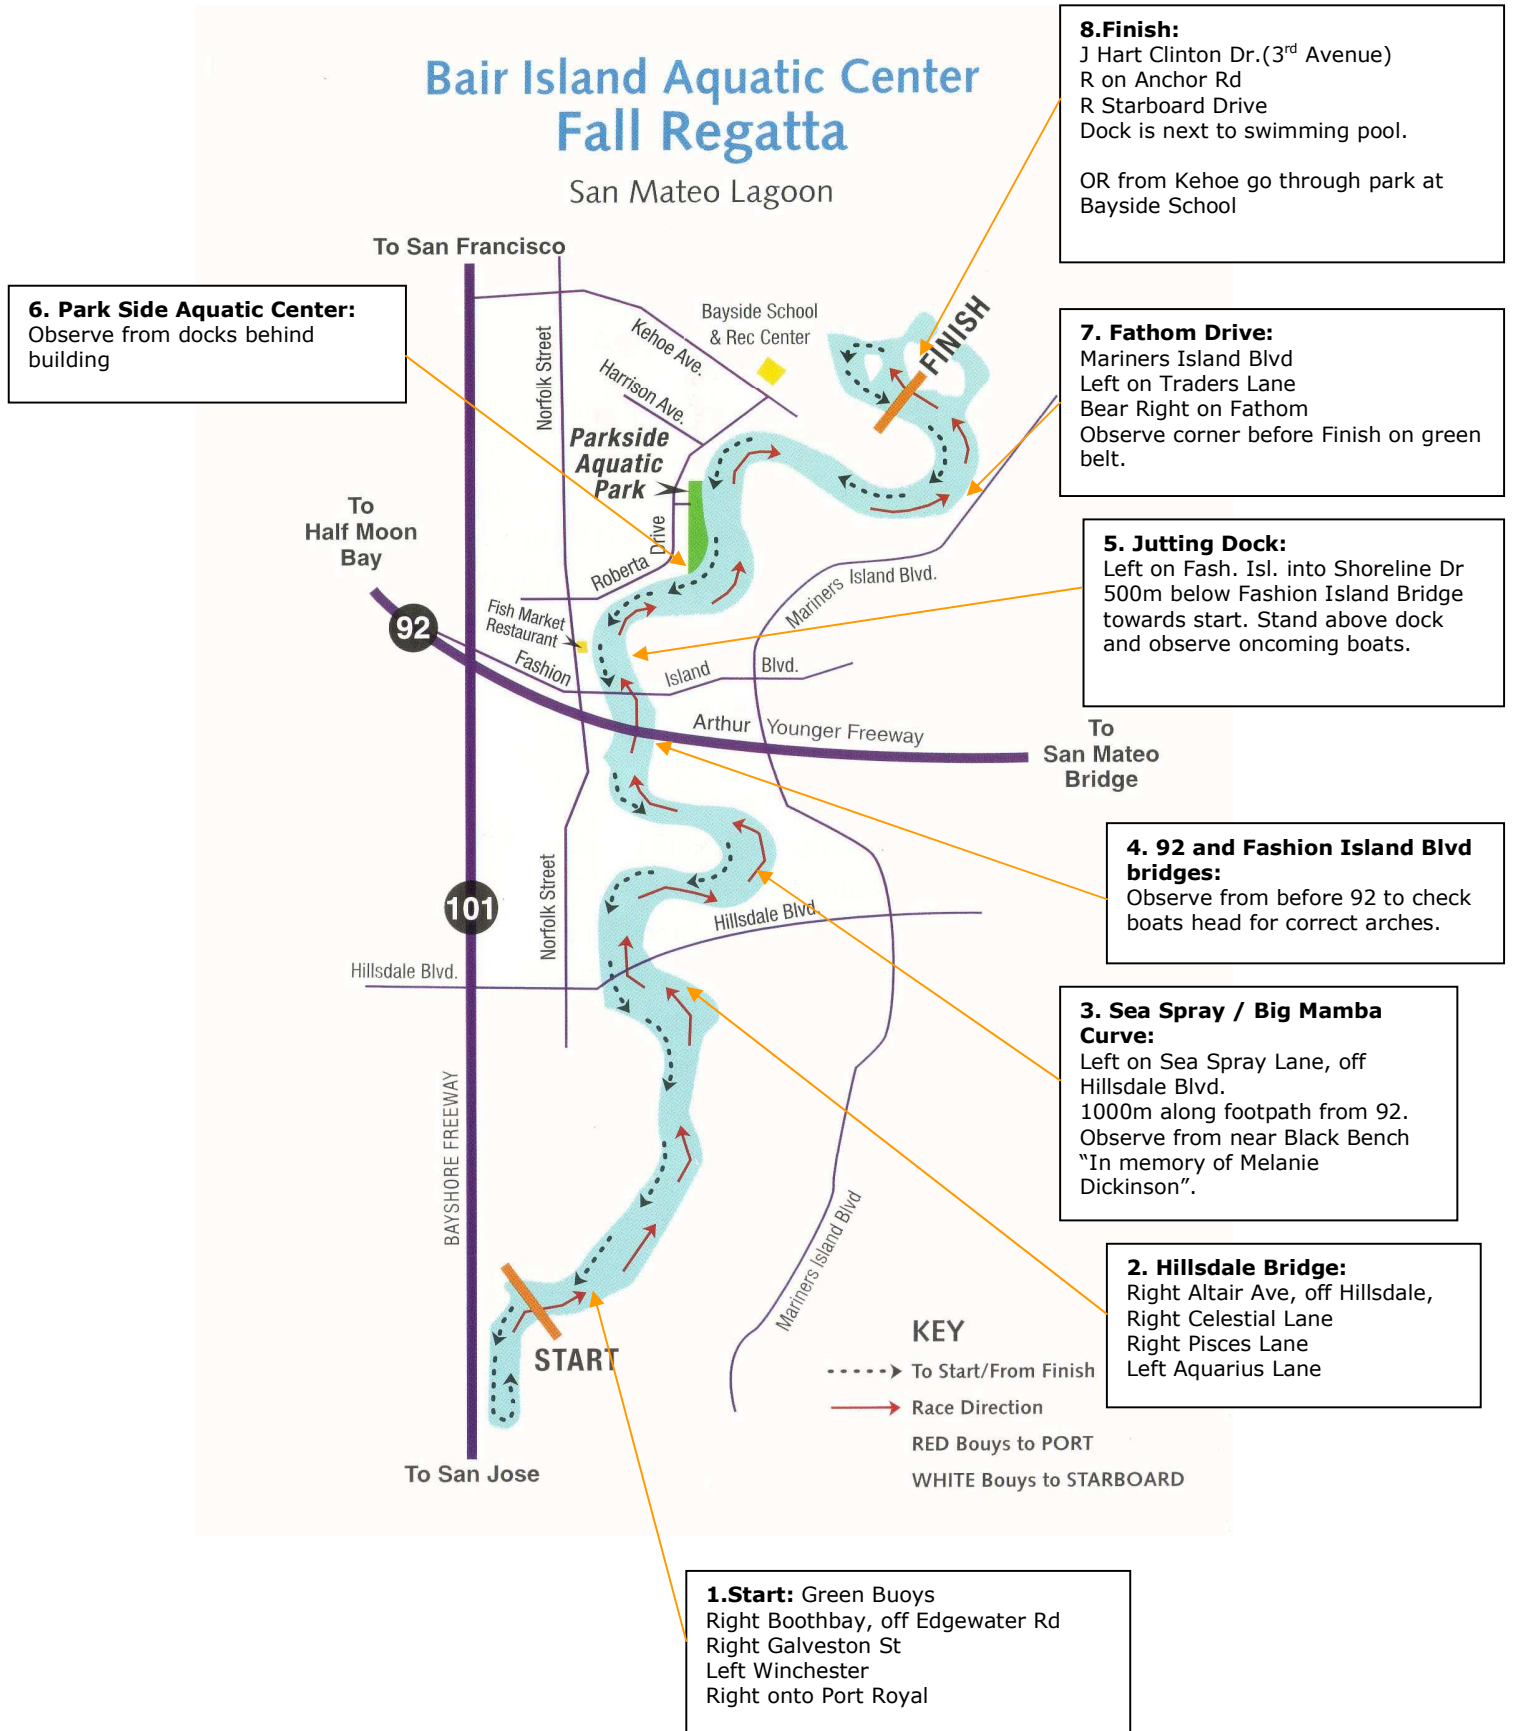 Bair Island Aquatic Center
Fall Regatta
San Mateo Lagoon
8.Finish:
J Hart Clinton Dr.(3rd Avenue)
R on Anchor Rd
R Starboard Drive
Dock is next to swimming pool.
OR from Kehoe go through park at
Bayside School
To San Francisco
6. Park Side Aquatic Center:
Observe from docks behind
building
Bayside School
& Rec Center
FINISH
7. Fathom Drive:
Mariners Island Blvd
Left on Traders Lane
Bear Right on Fathom
Observe corner before Finish on green
belt.
Norfolk Street
Kehoe Ave.
Harrison Ave.
Parkside
Aquatic
Park
To
Half Moon
Bay
Roberta Drive
5. Jutting Dock:
Left on Fash. Isl. into Shoreline Dr
500m below Fashion Island Bridge
towards start. Stand above dock
and observe oncoming boats.
Mariners Island Blvd.
Fish Market
Restaurant
92
Fashion Island Blvd.
Arthur Younger Freeway
To
San Mateo
Bridge
4. 92 and Fashion Island Blvd
bridges:
Observe from before 92 to check
boats head for correct arches.
101
Norfolk Street
Hillsdale Blvd.
Hillsdale Blvd.
3. Sea Spray / Big Mamba
Curve:
Left on Sea Spray Lane, off
Hillsdale Blvd.
1000m along footpath from 92.
Observe from near Black Bench
“In memory of Melanie
Dickinson”.
BAYSHORE FREEWAY
Mariners Island Blvd
2. Hillsdale Bridge:
Right Altair Ave, off Hillsdale,
Right Celestial Lane
Right Pisces Lane
Left Aquarius Lane
START
KEY
To Start/From Finish
Race Direction
RED Bouys to PORT
WHITE Bouys to STARBOARD
To San Jose
1.Start: Green Buoys
Right Boothbay, off Edgewater Rd
Right Galveston St
Left Winchester
Right onto Port Royal